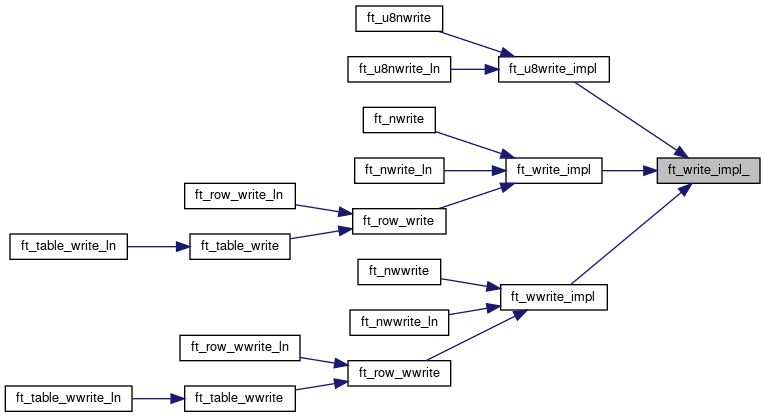 ft_u8nwrite
ft_u8nwrite_ln
ft_u8write_impl
ft_nwrite
ft_nwrite_ln
ft_write_impl
ft_write_impl_
ft_row_write_ln
ft_row_write
ft_table_write_ln
ft_table_write
ft_nwwrite
ft_wwrite_impl
ft_nwwrite_ln
ft_row_wwrite_ln
ft_row_wwrite
ft_table_wwrite_ln
ft_table_wwrite